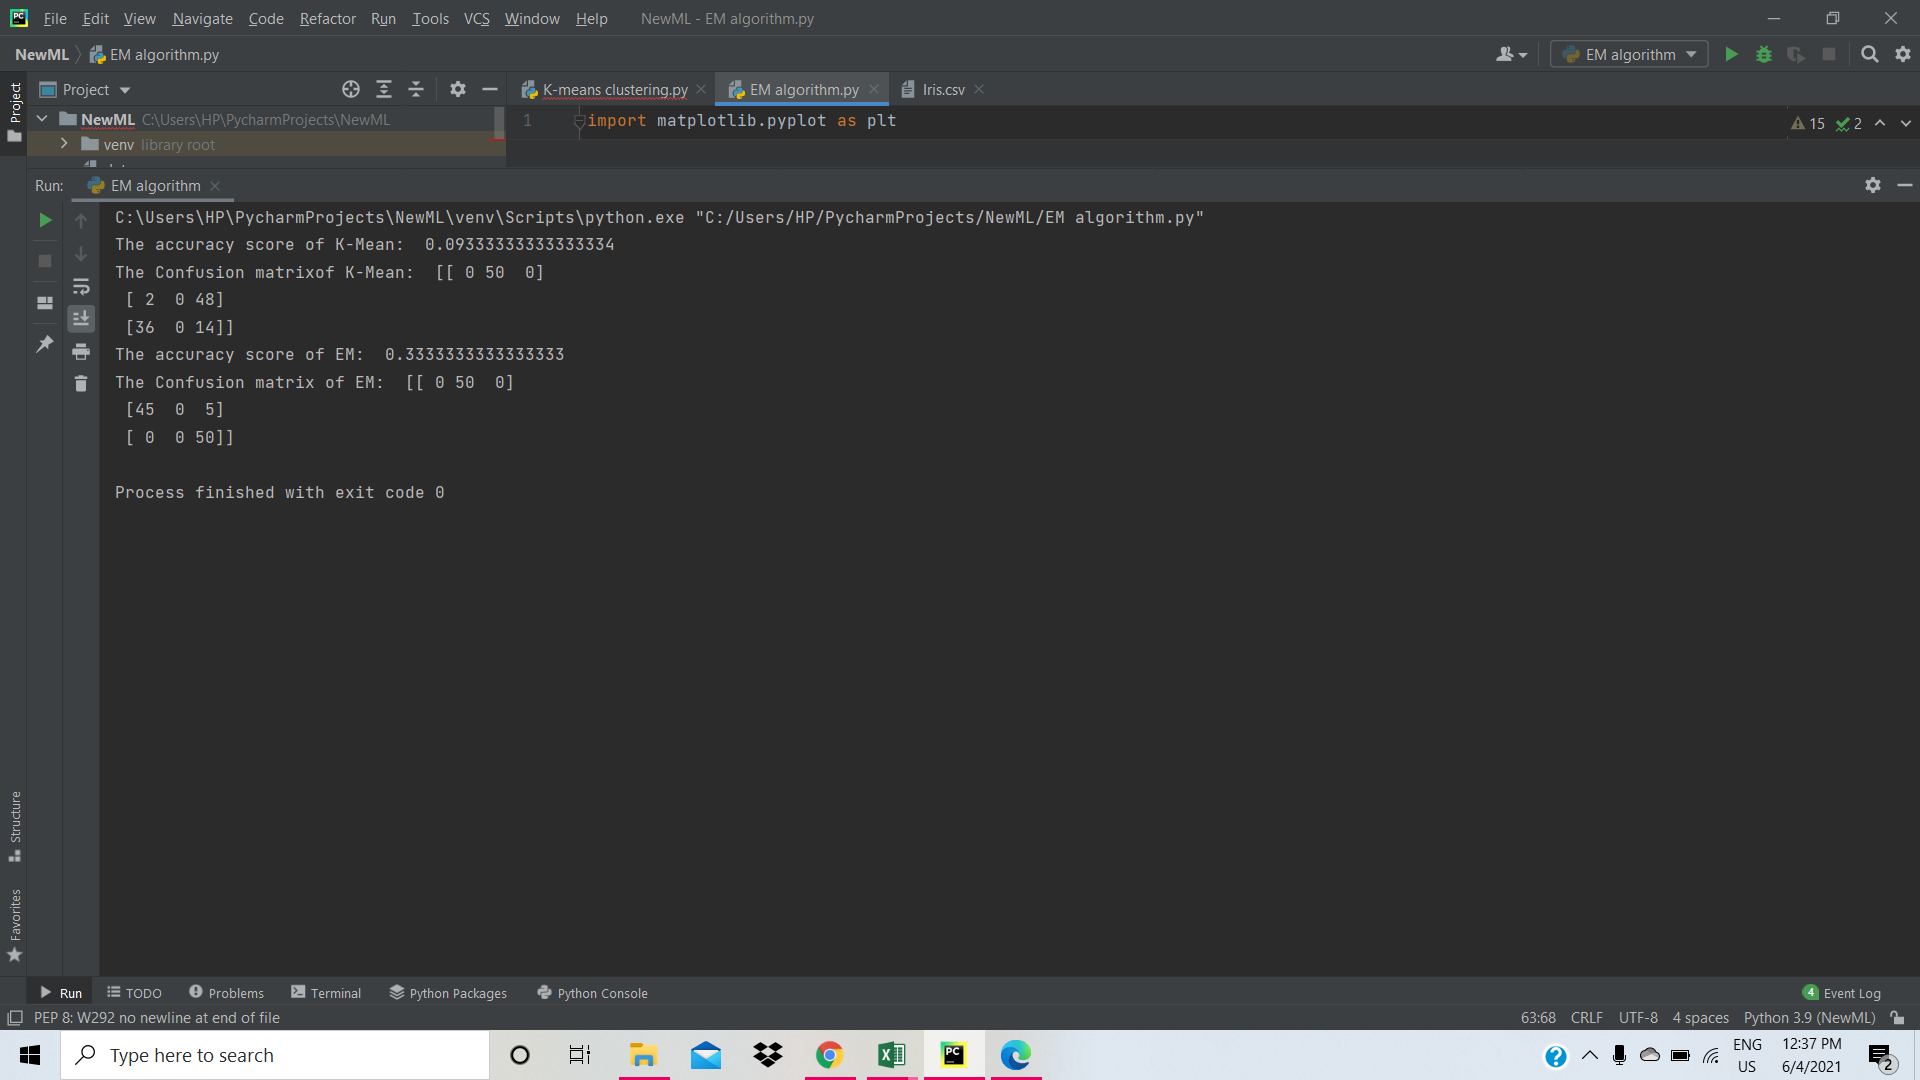 File Edit View Navigate Code Refactor Run Tools VCS Window Help NewML - EM algorithm.py
NewML EM algorithm.py EM algorithm
Project K-means clustering.py EM algorithm.py Iris.csv
Project
NewML C:\Users\HP\PycharmProjects\NewML
1 import matplotlib.pyplot as plt 15 2
venv library root
Run: EM algorithm
C:\Users\HP\PycharmProjects\NewML\venv\Scripts\python.exe "C:/Users/HP/PycharmProjects/NewML/EM algorithm.py"
The accuracy score of K-Mean:  0.09333333333333334
The Confusion matrixof K-Mean:  [[ 0 50  0]
 [ 2  0 48]
 [36  0 14]]
The accuracy score of EM:  0.3333333333333333
The Confusion matrix of EM:  [[ 0 50  0]
 [45  0  5]
 [ 0  0 50]]
Process finished with exit code 0
Structure
Favorites
Run TODO Problems Terminal Python Packages Python Console 4 Event Log
PEP 8: W292 no newline at end of file 63:68 CRLF UTF-8 4 spaces Python 3.9 (NewML)
Type here to search
ENG 12:37 PM
US 6/4/2021 2